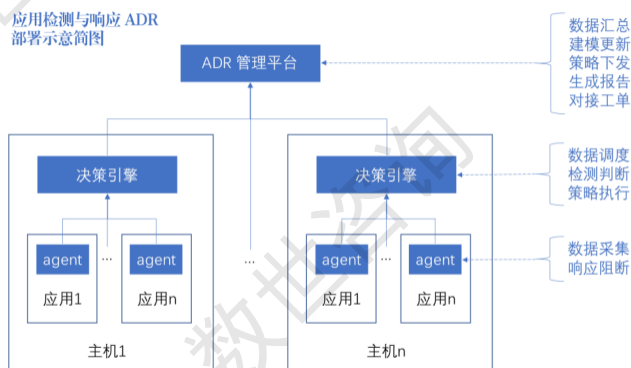 应用检测与响应 ADR
部署示意简图
ADR 管理平台
数据汇总
建模更新
策略下发
生成报告
对接工单
决策引擎
决策引擎
数据调度
检测判断
策略执行
agent
...
agent
...
agent
...
agent
数据采集
响应阻断
应用1
应用n
应用1
应用n
主机1
主机n
数世咨询